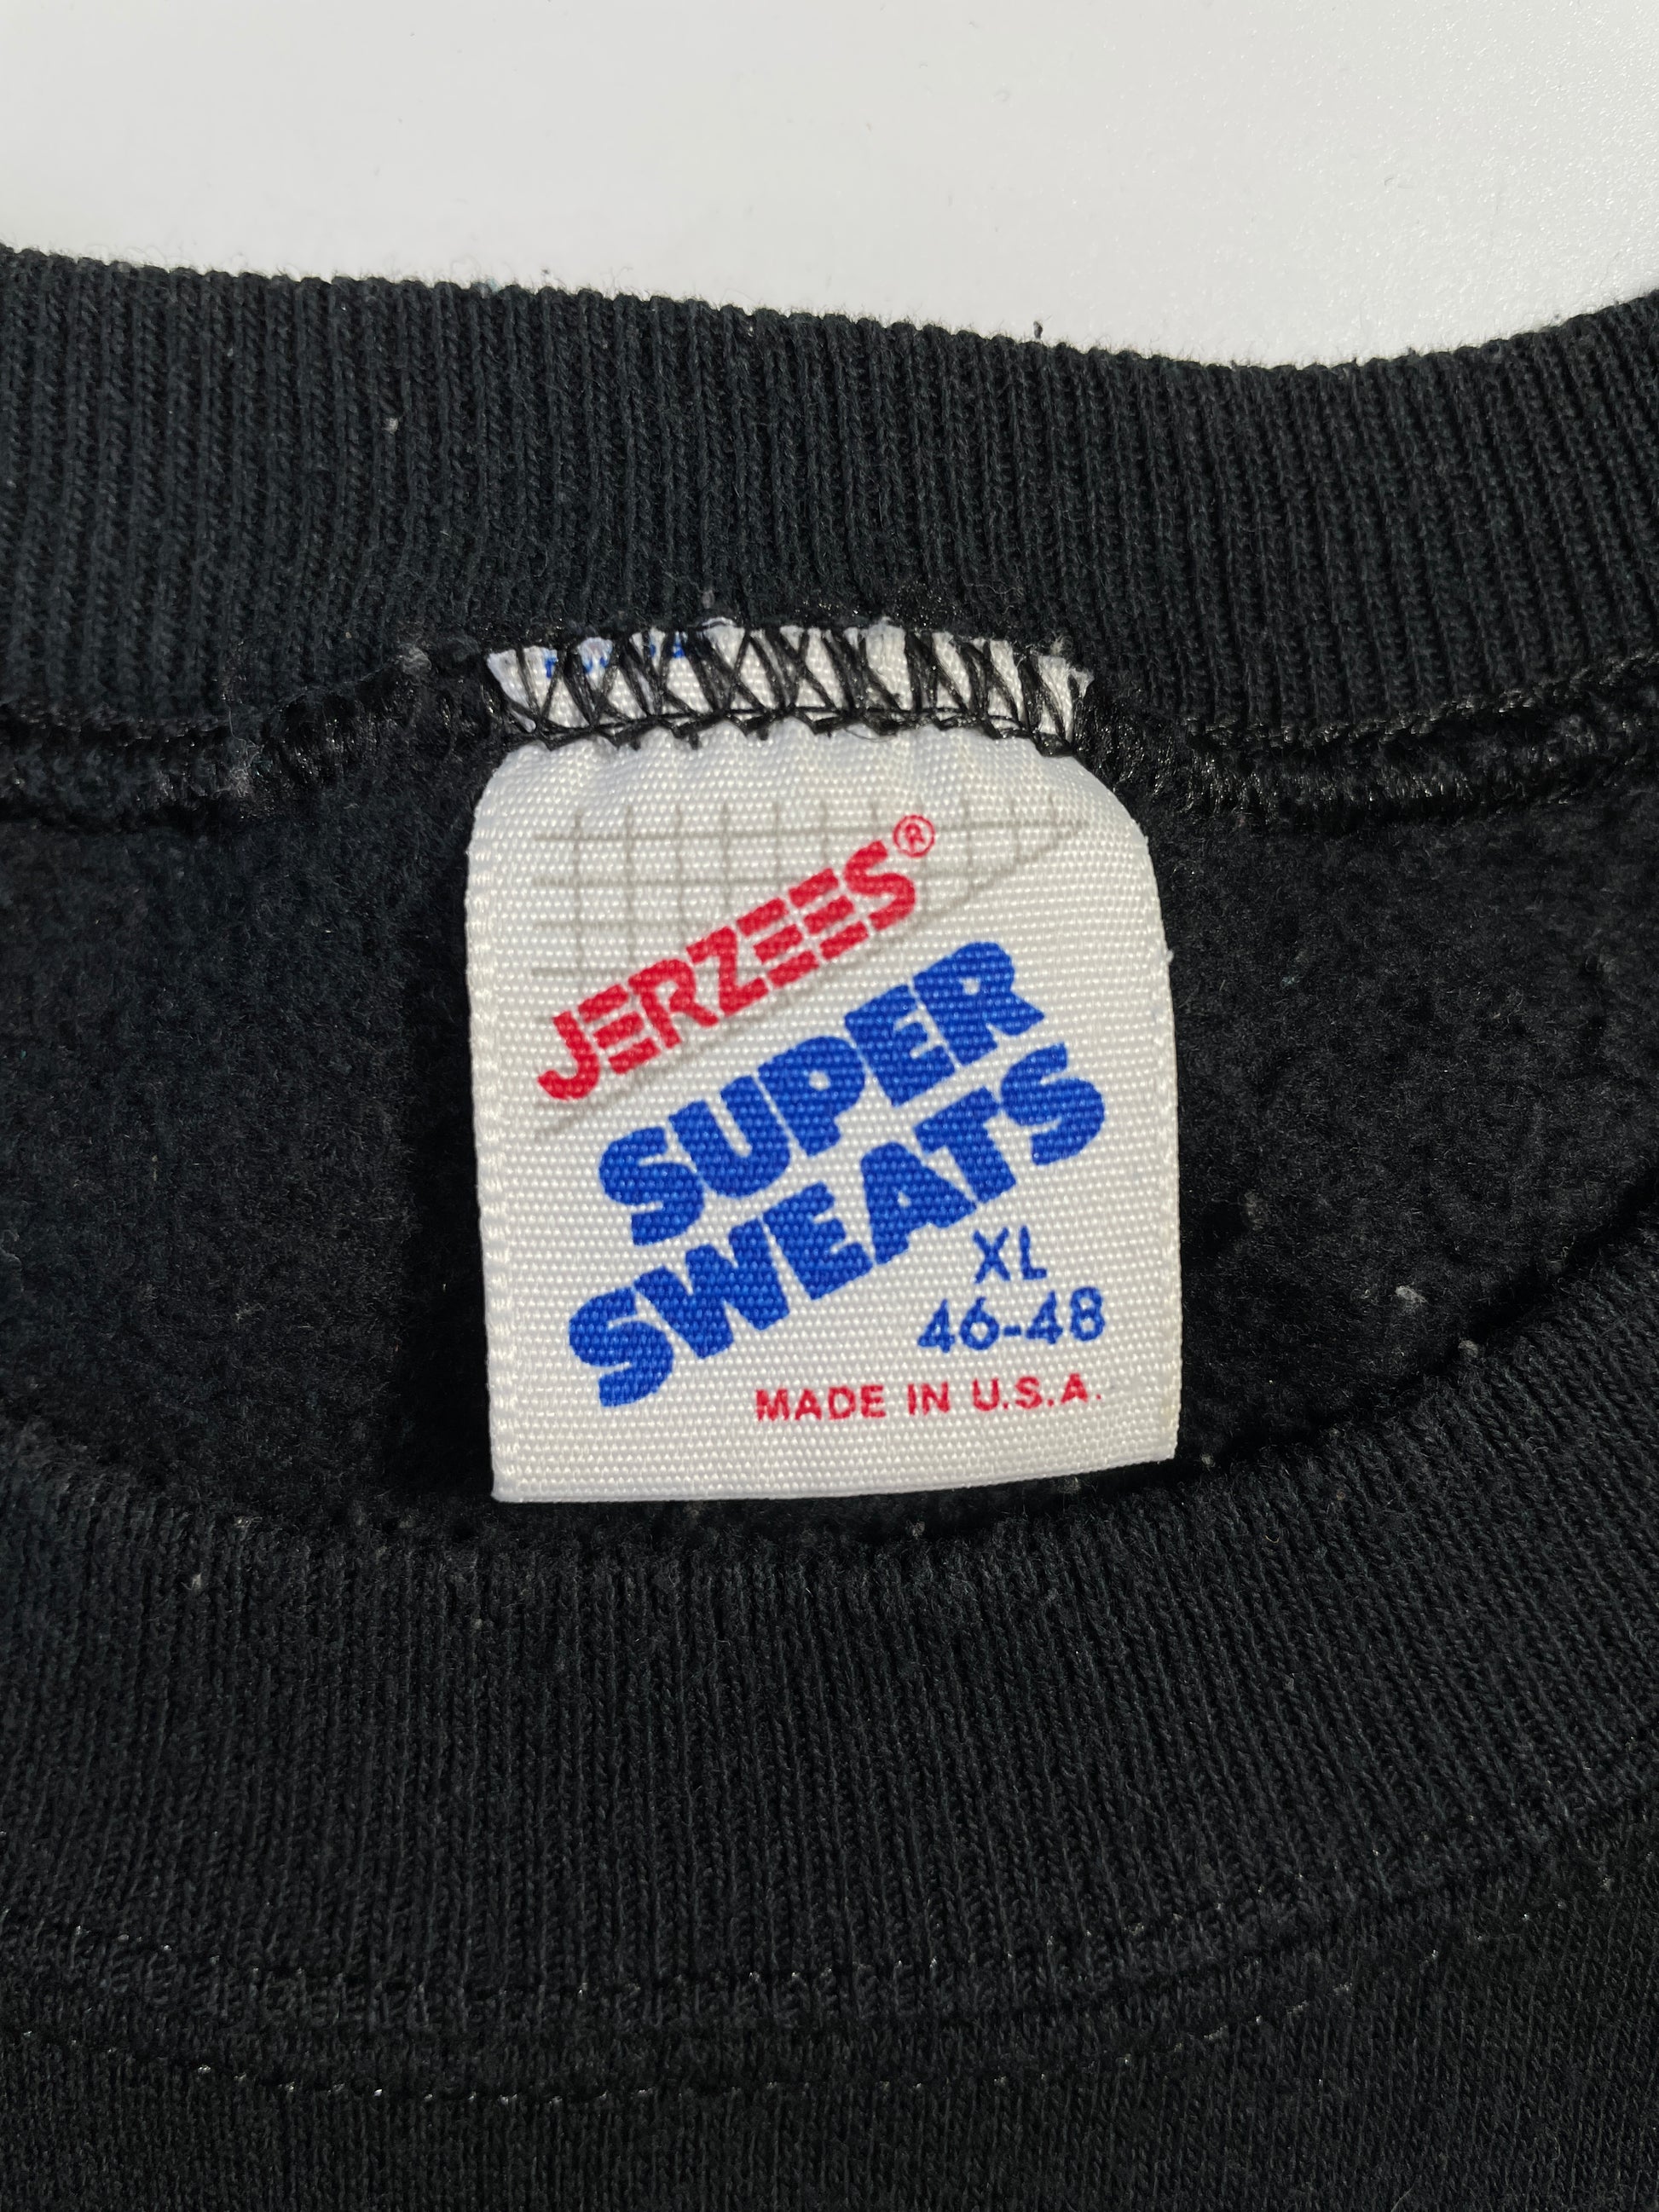 JERZEES®
SUPER
SWEATS
XL
46-48
MADE IN U.S.A.